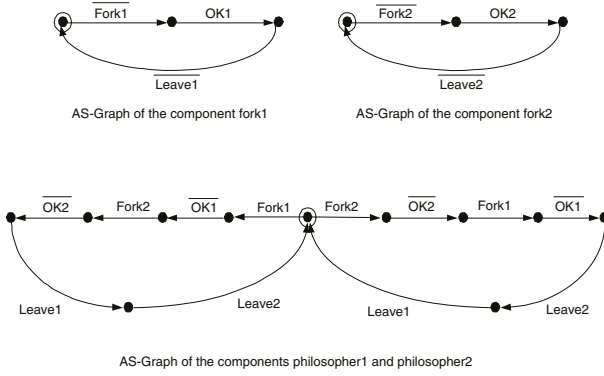 Fork1 OK1 Fork2 OK2
Leave1 Leave2
AS-Graph of the component fork1 AS-Graph of the component fork2
OK2 Fork2 OK1 Fork1 Fork2 OK2 Fork1 OK1
Leave1 Leave2 Leave1 Leave2
AS-Graph of the components philosopher1 and philosopher2